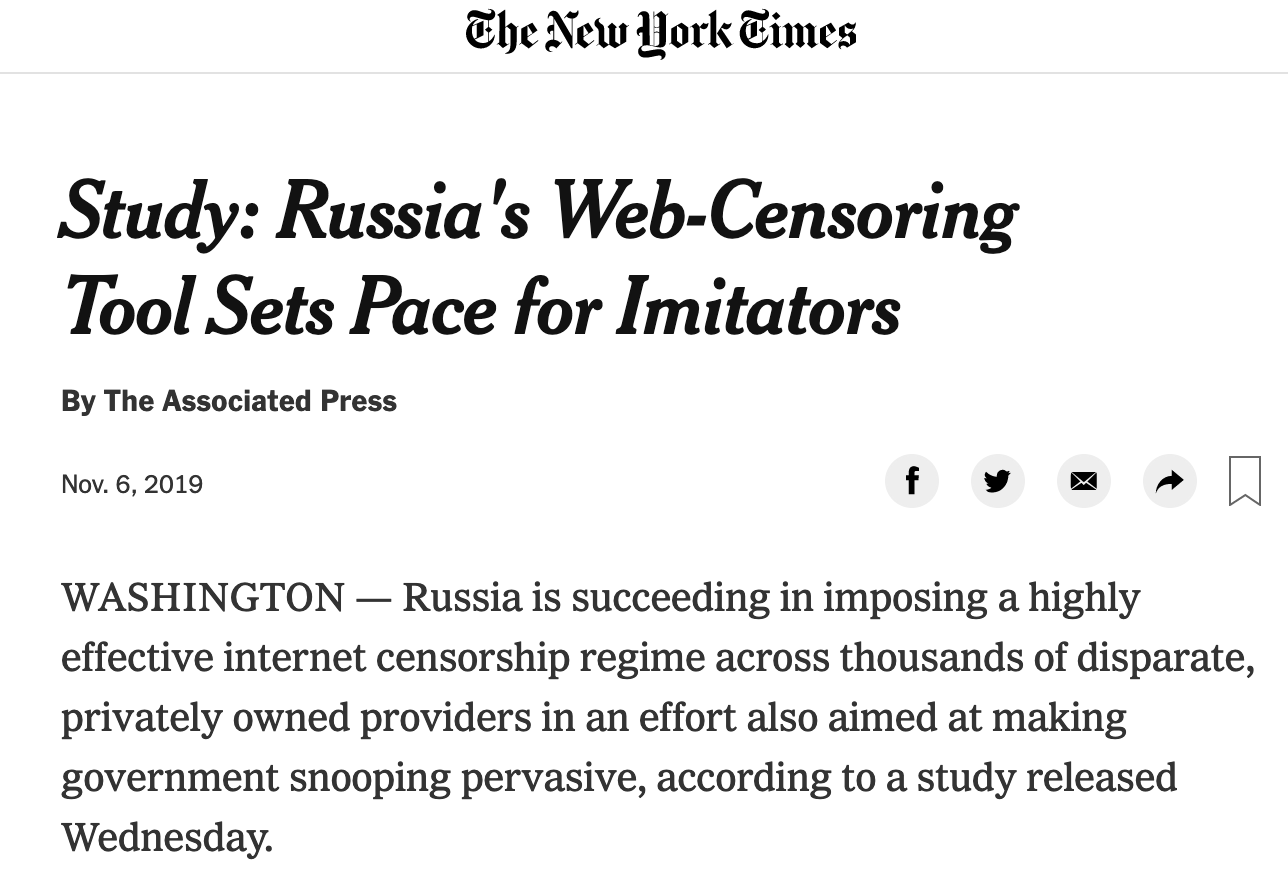 The New York Times
Study: Russia's Web-Censoring
Tool Sets Pace for Imitators
By The Associated Press
Nov. 6, 2019
WASHINGTON — Russia is succeeding in imposing a highly
effective internet censorship regime across thousands of disparate,
privately owned providers in an effort also aimed at making
government snooping pervasive, according to a study released
Wednesday.